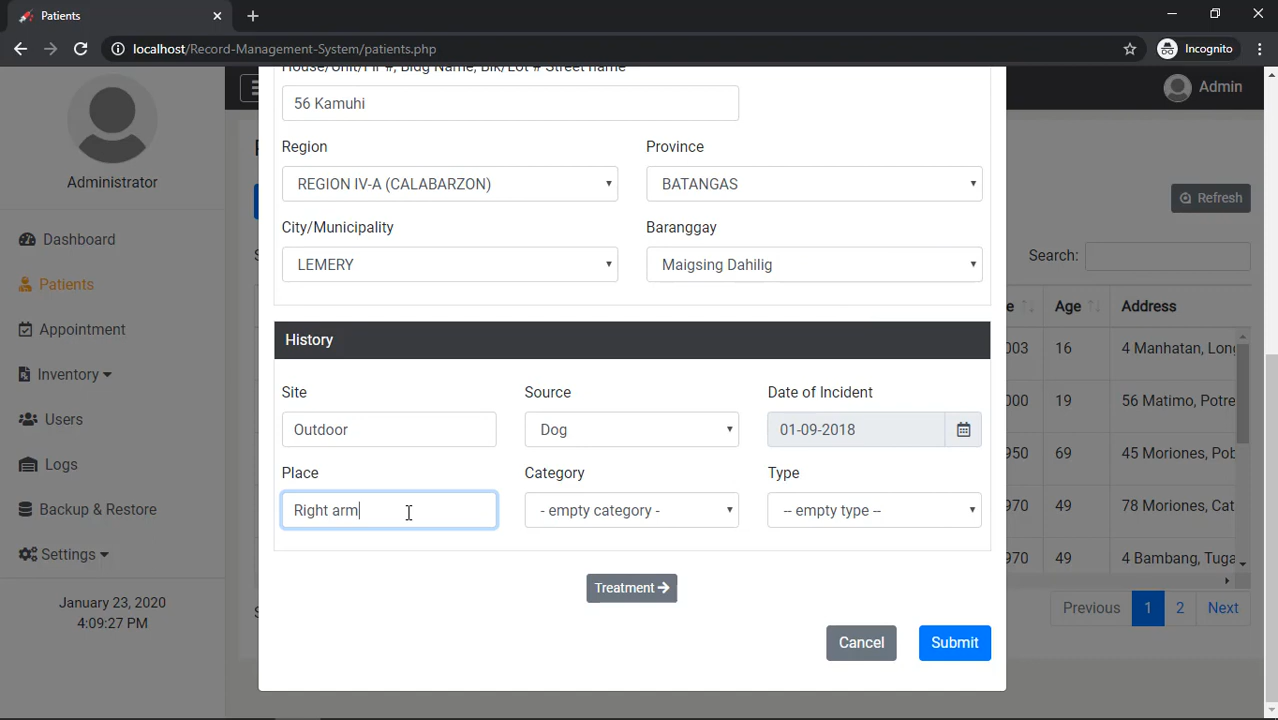 Patients
localhost/Record-Management-System/patients.php
Incognito
Administrator
Dashboard
Patients
Appointment
Inventory
Users
Logs
Backup & Restore
Settings
January 23, 2020
4:09:27 PM
Admin
Refresh
Search:
Age
Address
003
16
4 Manhatan, Long
000
19
56 Matimo, Potre
950
69
45 Moriones, Pob
970
49
78 Moriones, Cat
970
49
4 Bambang, Tuga
Previous
1
2
Next
House/Unit/Flr #, Bldg Name, Blk/Lot # Street name
56 Kamuhi
Region
Province
REGION IV-A (CALABARZON)
BATANGAS
City/Municipality
Baranggay
LEMERY
Maigsing Dahilig
History
Site
Source
Date of Incident
Outdoor
Dog
01-09-2018
Place
Category
Type
Right arm
- empty category -
-- empty type --
Treatment
Cancel
Submit